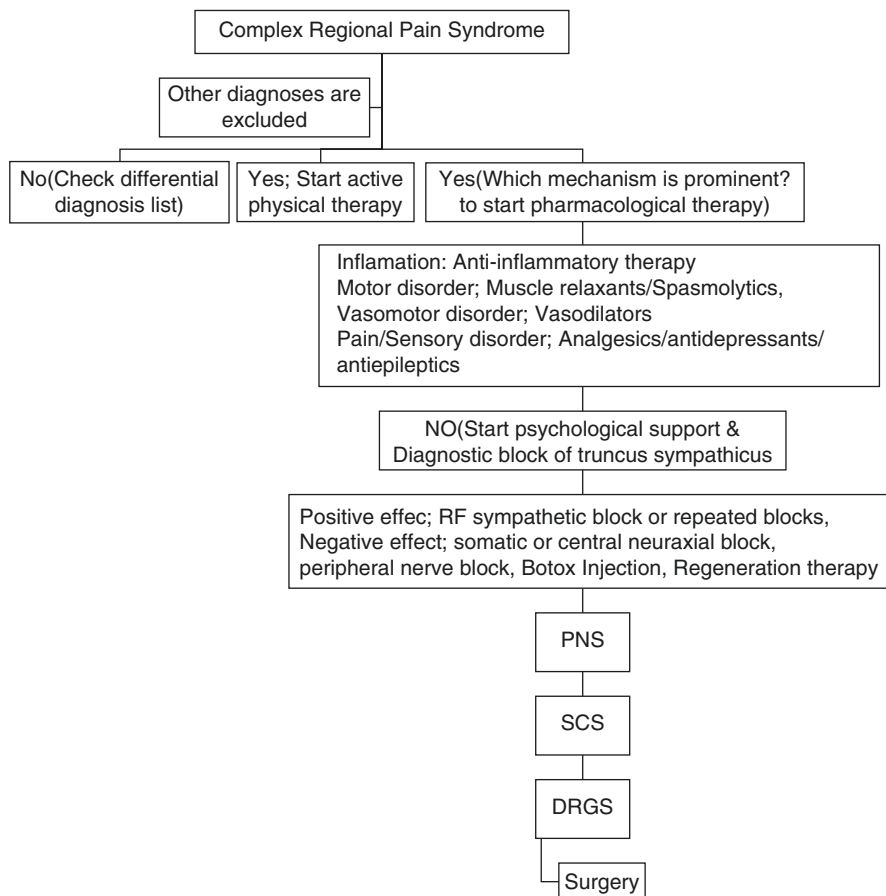 Complex Regional Pain Syndrome
Other diagnoses are
excluded
No(Check differential
diagnosis list)
Yes; Start active
physical therapy
Yes(Which mechanism is prominent?
to start pharmacological therapy)
Inflamation: Anti-inflammatory therapy
Motor disorder; Muscle relaxants/Spasmolytics,
Vasomotor disorder; Vasodilators
Pain/Sensory disorder; Analgesics/antidepressants/
antiepileptics
NO(Start psychological support &
Diagnostic block of truncus sympathicus
Positive effec; RF sympathetic block or repeated blocks,
Negative effect; somatic or central neuraxial block,
peripheral nerve block, Botox Injection, Regeneration therapy
PNS
SCS
DRGS
Surgery